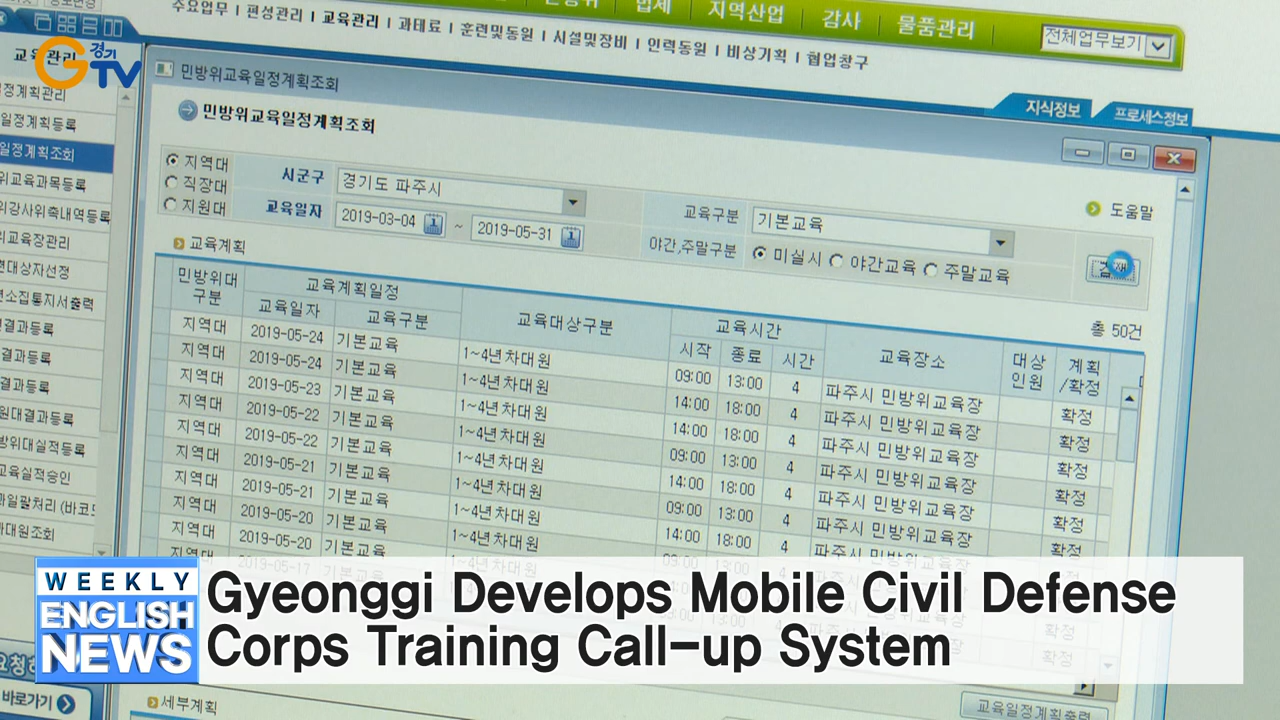 민방위 법제 지역산업 감사 물품관리
전체업무보기
주요업무 | 편성관리 | 교육관리 | 과태료 | 훈련및동원 | 시설및장비 | 인력동원 | 비상기획 | 협업창구
경기
GTV
교육관리
지식정보 프로세스정보
민방위교육일정계획조회
민방위교육일정계획조회
도움말
지역대
직장대
지원대
시군구 경기도 파주시
교육일자 2019-03-04 ~ 2019-05-31
교육구분 기본교육
야간,주말구분 미실시 야간교육 주말교육
교육계획
총 50건
민방위대 구분 교육계획일정 교육대상구분 교육시간 교육장소 대상인원 계획/확정
교육일자 교육구분 시작 종료 시간
지역대 2019-05-24 기본교육 1~4년차대원 09:00 13:00 4 파주시 민방위교육장 확정
지역대 2019-05-24 기본교육 1~4년차대원 14:00 18:00 4 파주시 민방위교육장 확정
지역대 2019-05-23 기본교육 1~4년차대원 14:00 18:00 4 파주시 민방위교육장 확정
지역대 2019-05-22 기본교육 1~4년차대원 09:00 13:00 4 파주시 민방위교육장 확정
지역대 2019-05-22 기본교육 1~4년차대원 14:00 18:00 4 파주시 민방위교육장 확정
지역대 2019-05-21 기본교육 1~4년차대원 09:00 13:00 4 파주시 민방위교육장 확정
지역대 2019-05-21 기본교육 1~4년차대원 14:00 18:00 4 파주시 민방위교육장
지역대 2019-05-20 기본교육 1~4년차대원
지역대 2019-05-20 기본교육
일정계획등록
일정계획조회
위교육과목등록
위강사위촉내역등록
위교육장관리
련대상자선정
련소집통지서출력
결과등록
결과등록
결과등록
원대결과등록
방위대실적등록
교육실적승인
대원조회
WEEKLY
ENGLISH
NEWS
Gyeonggi Develops Mobile Civil Defense
Corps Training Call-up System
바로가기
세부계획
교육일정계획출력